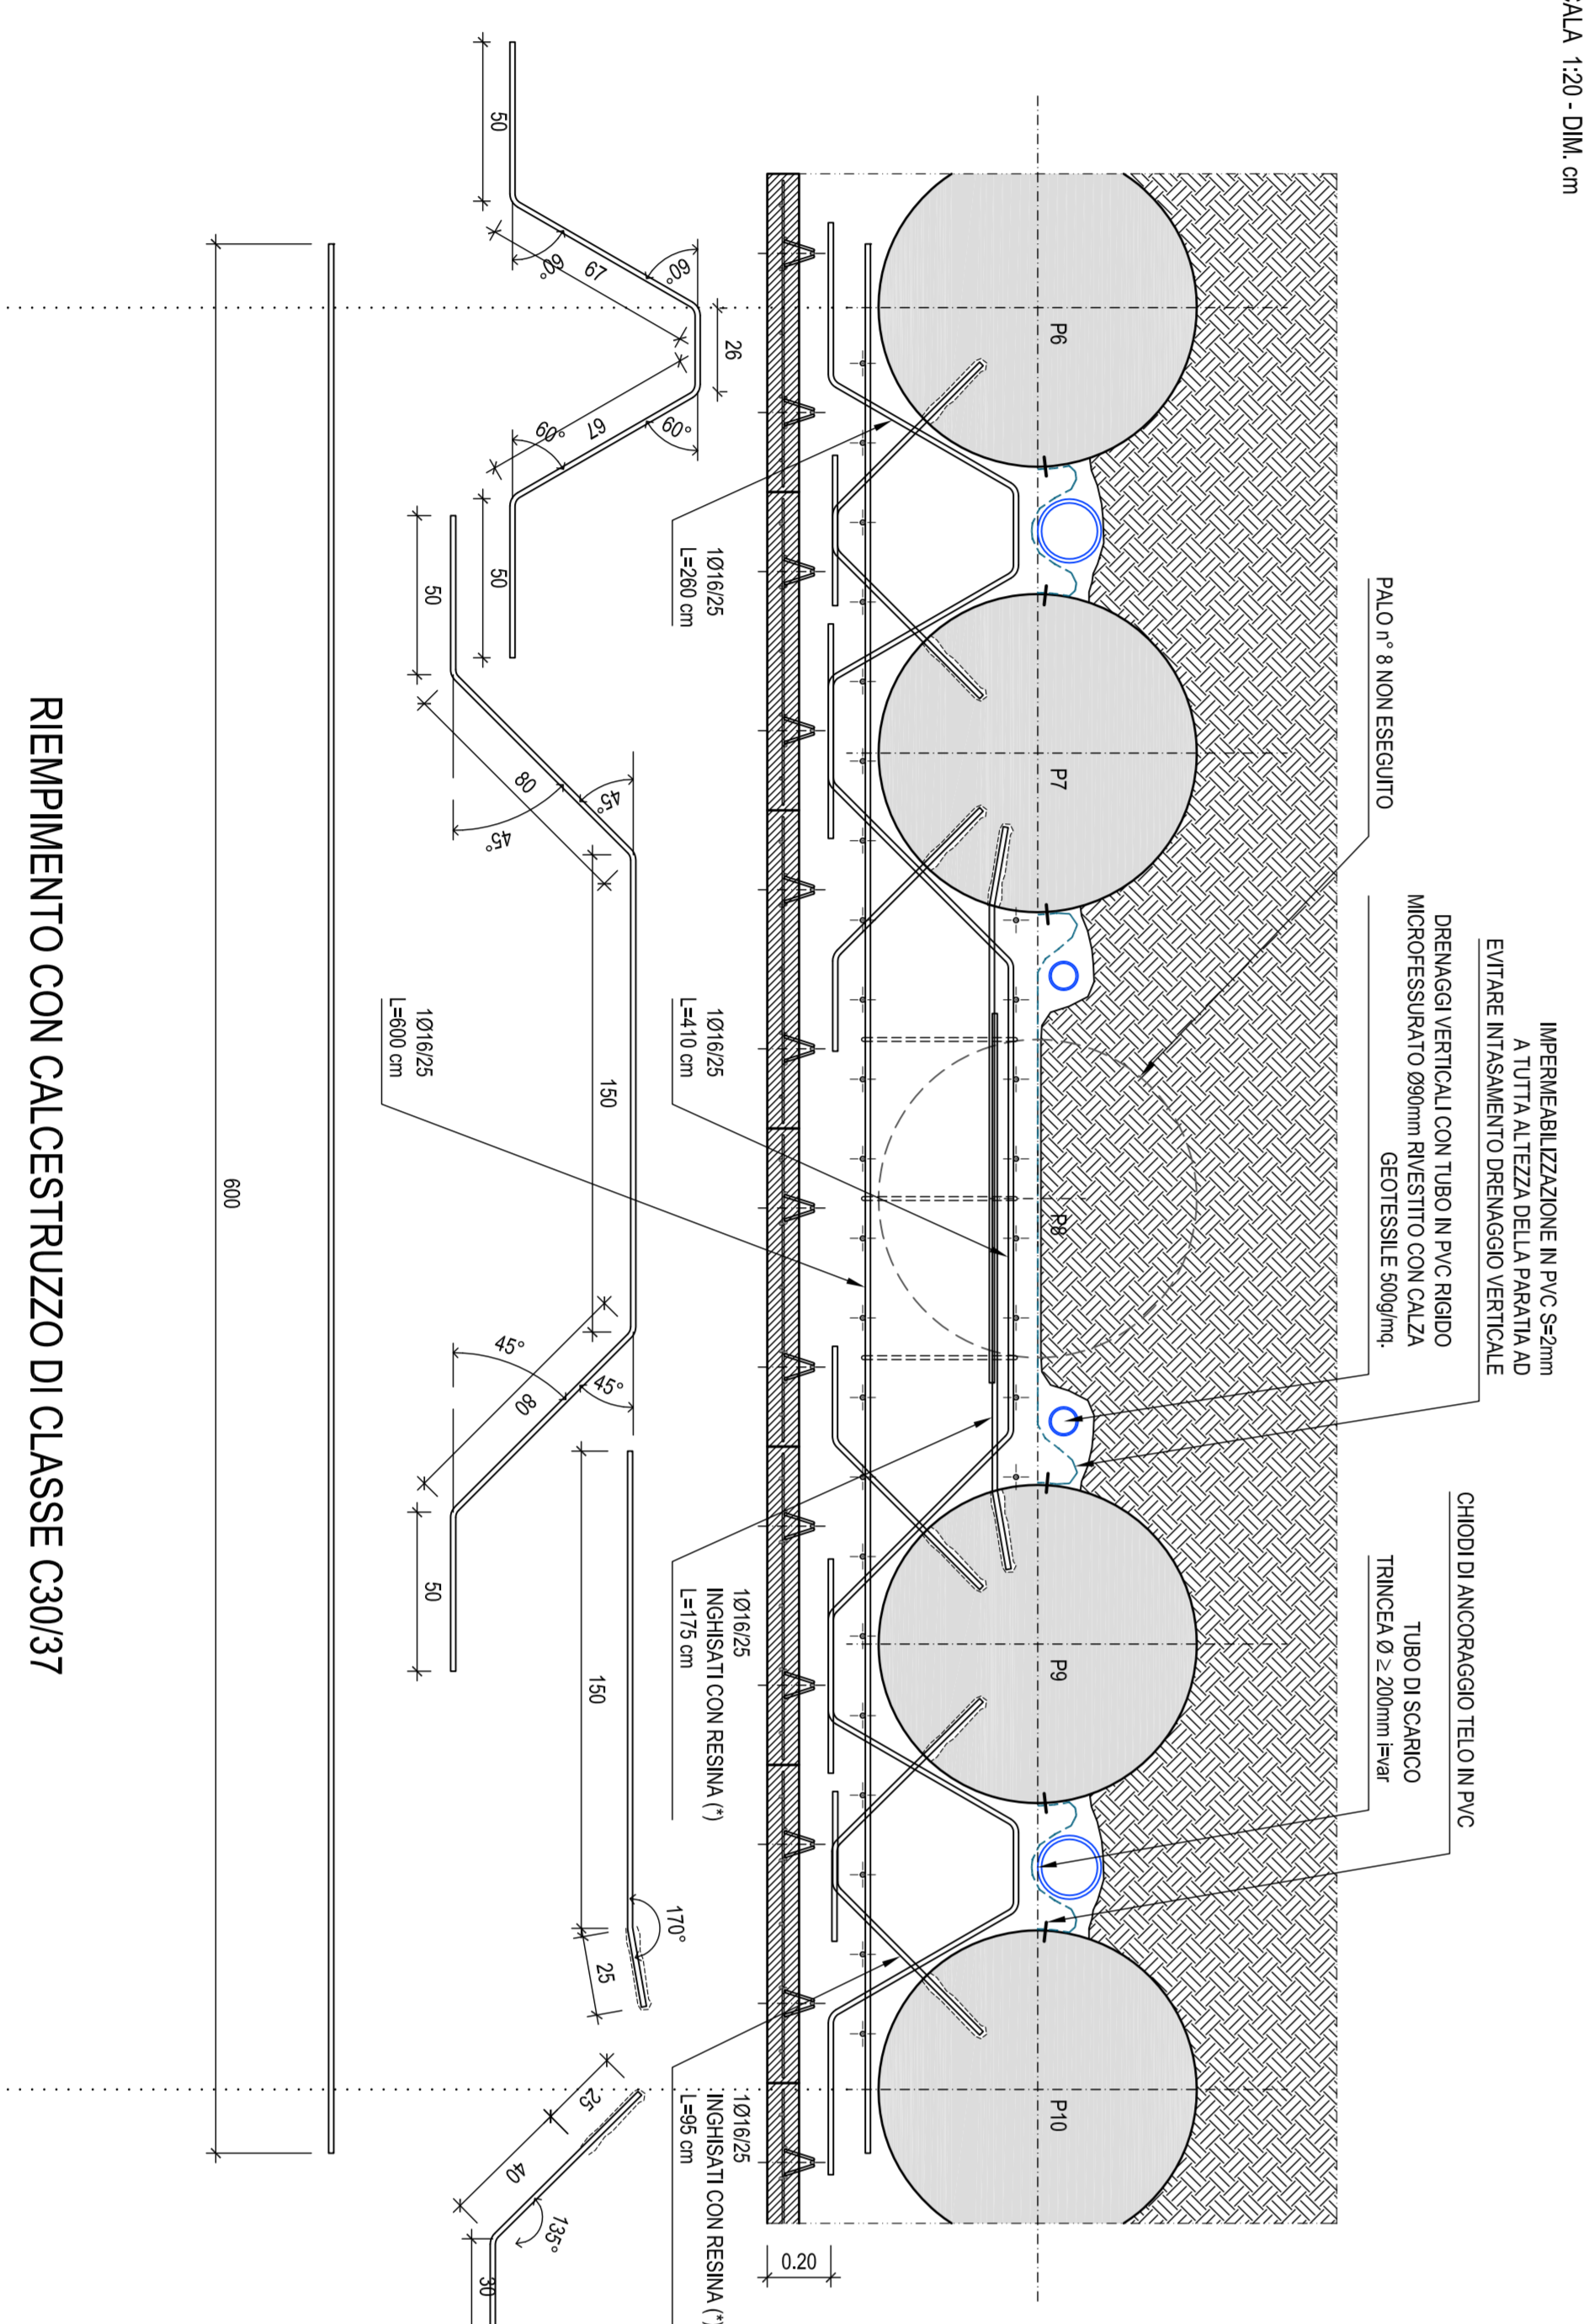 CALA 1:20 - DIM. cm
IMPERMEABILIZZAZIONE IN PVC S=2mm
A TUTTA ALTEZZA DELLA PARATIA AD
EVITARE INTASAMENTO DRENAGGIO VERTICALE
DRENAGGI VERTICALI CON TUBO IN PVC RIGIDO
MICROFESSURATO Ø90mm RIVESTITO CON CALZA
GEOTESSILE 500g/mq.
PALO n° 8 NON ESEGUITO
CHIODI DI ANCORAGGIO TELO IN PVC
TUBO DI SCARICO
TRINCEA Ø ≥ 200mm i=var
P6
P7
P8
P9
P10
0.20
1Ø16/25
L=260 cm
1Ø16/25
L=410 cm
1Ø16/25
INGHISATI CON RESINA (*)
L=175 cm
1Ø16/25
INGHISATI CON RESINA (*)
L=95 cm
26
60°
60°
67
67
60°
60°
50
50
45°
45°
80
150
45°
45°
80
50
50
150
170°
25
25
40
135°
30
1Ø16/25
L=600 cm
600
RIEMPIMENTO CON CALCESTRUZZO DI CLASSE C30/37